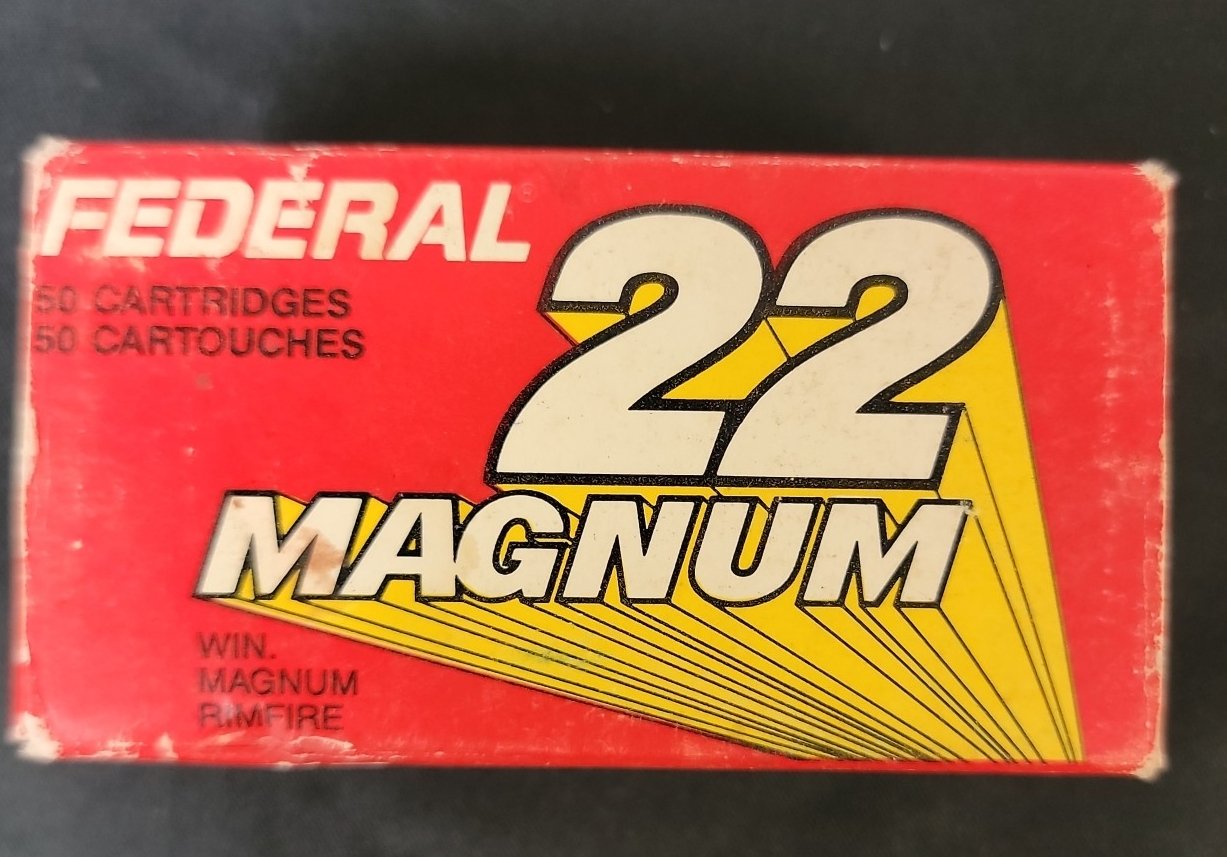 FEDERAL
50 CARTRIDGES
50 CARTOUCHES
22
MAGNUM
WIN.
MAGNUM
RIMFIRE